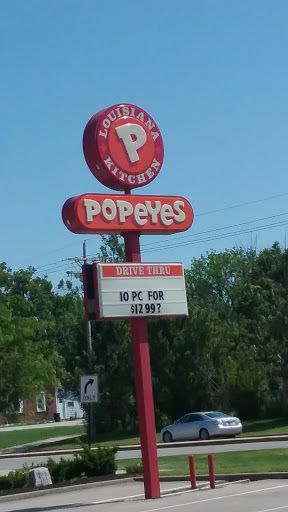 LOUISIANA
P
KITCHEN
POPEYES
DRIVE THRU
10 PC FOR
$12 99?
ONLY